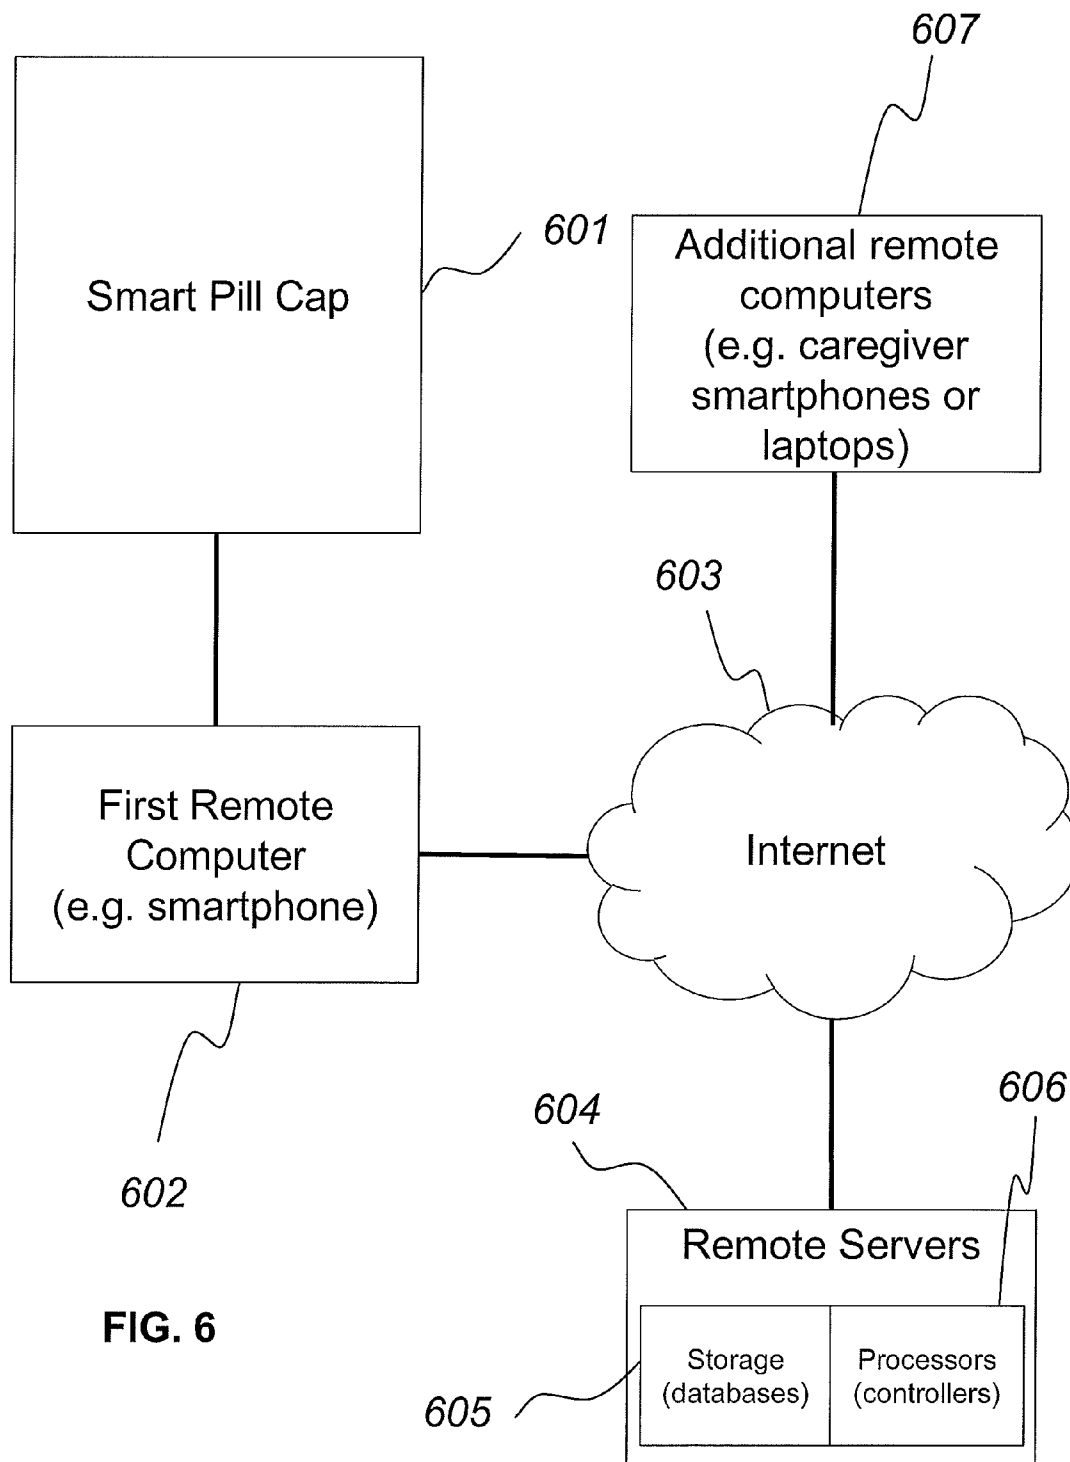 607
Smart Pill Cap
601
Additional remote
computers
(e.g. caregiver
smartphones or
laptops)
603
First Remote
Computer
(e.g. smartphone)
Internet
602
604
606
Remote Servers
Storage
(databases)
Processors
(controllers)
605
FIG. 6